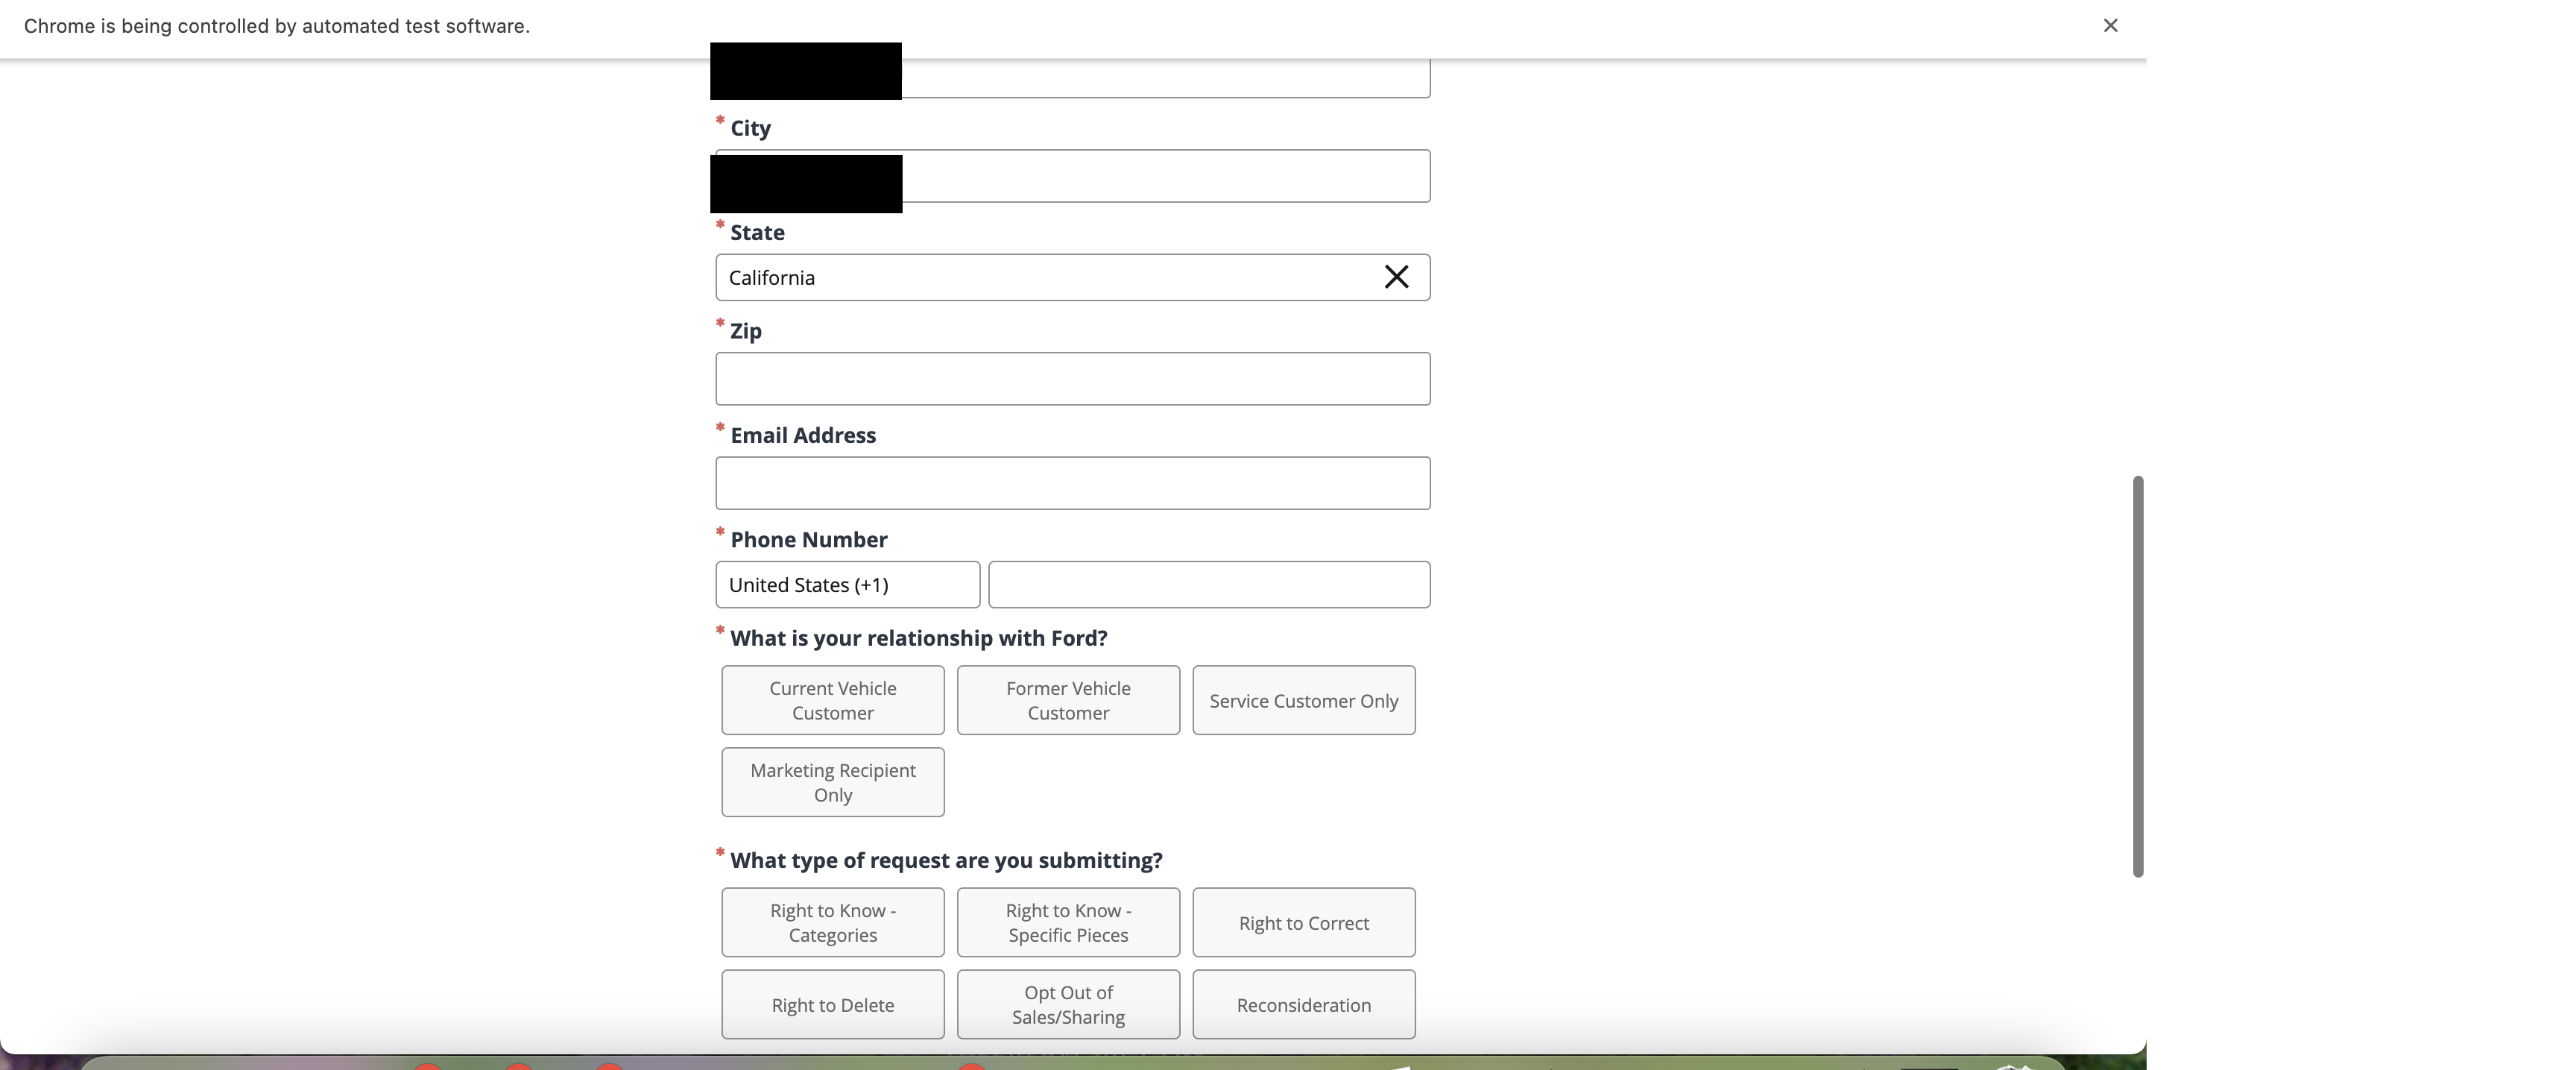 Chrome is being controlled by automated test software.
* City
* State
California
* Zip
* Email Address
* Phone Number
United States (+1)
* What is your relationship with Ford?
Current Vehicle
Customer
Former Vehicle
Customer
Service Customer Only
Marketing Recipient
Only
* What type of request are you submitting?
Right to Know -
Categories
Right to Know -
Specific Pieces
Right to Correct
Right to Delete
Opt Out of
Sales/Sharing
Reconsideration